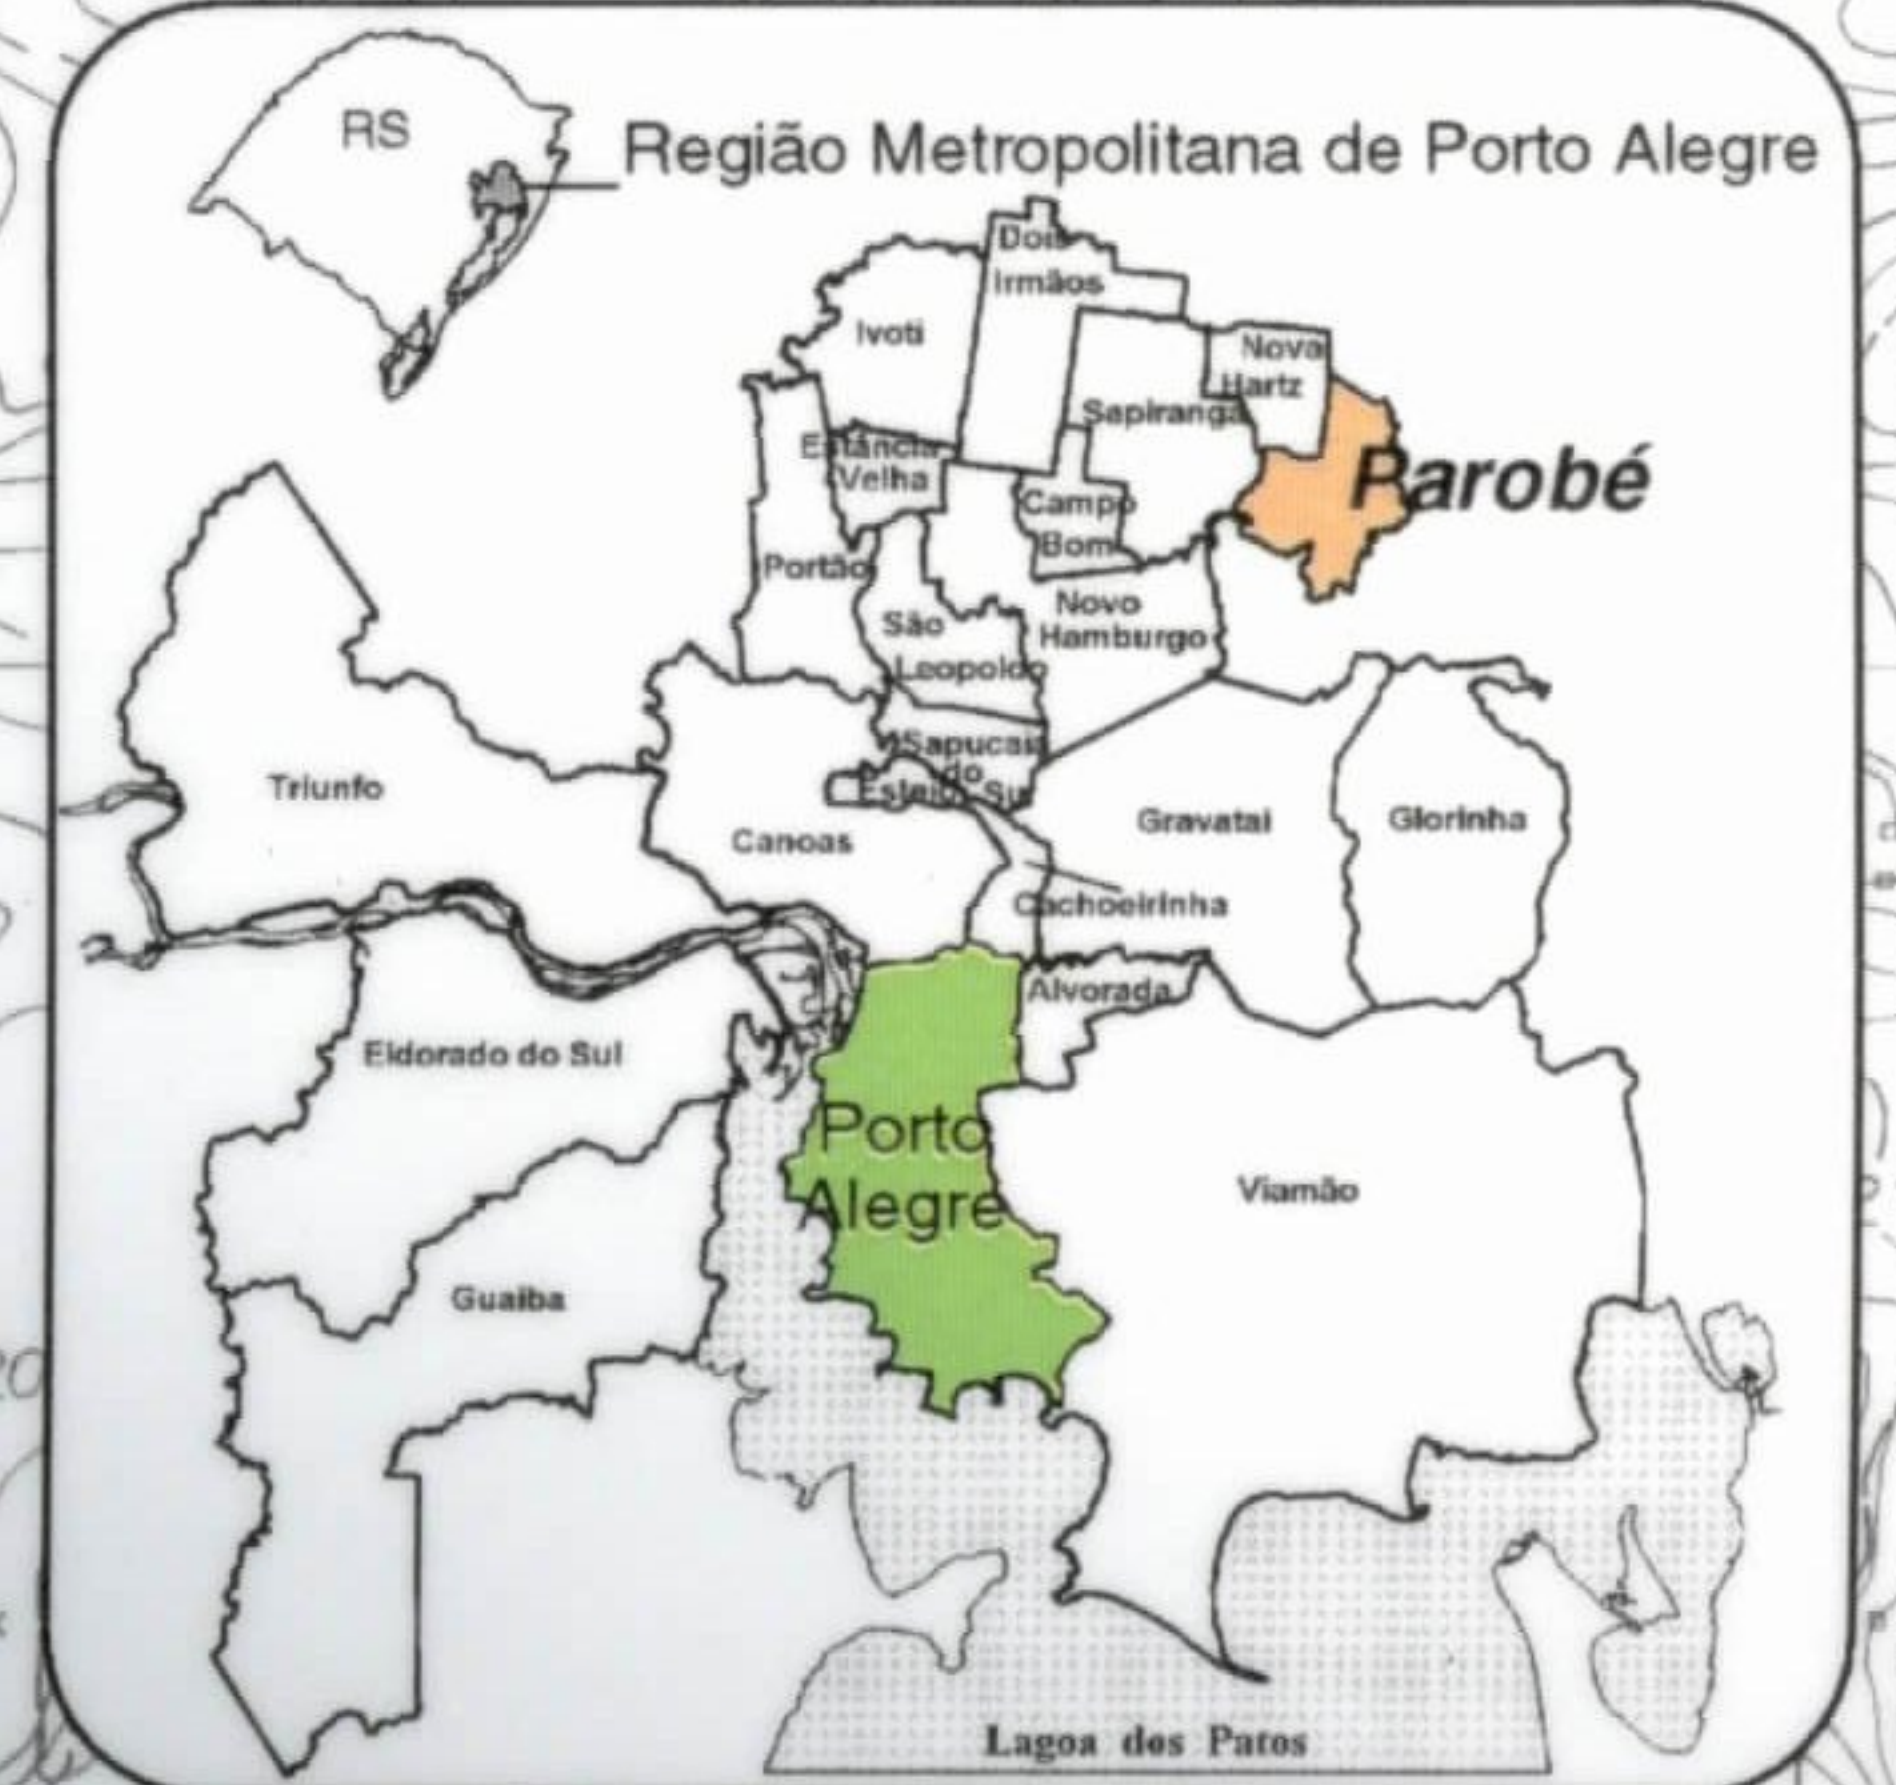 RS
Região Metropolitana de Porto Alegre
Dois
Irmãos
Ivoti
Nova
Hartz
Sapiranga
Estância
Velha
Parobé
Campo
Bom
Portão
Novo
Hamburgo
São
Leopoldo
Sapucaia
do
Sul
Esteio
Triunfo
Canoas
Gravatai
Glorinha
Cachoeirinha
Alvorada
Eldorado do Sul
Porto
Alegre
Viamão
Guaiba
Lagoa dos Patos